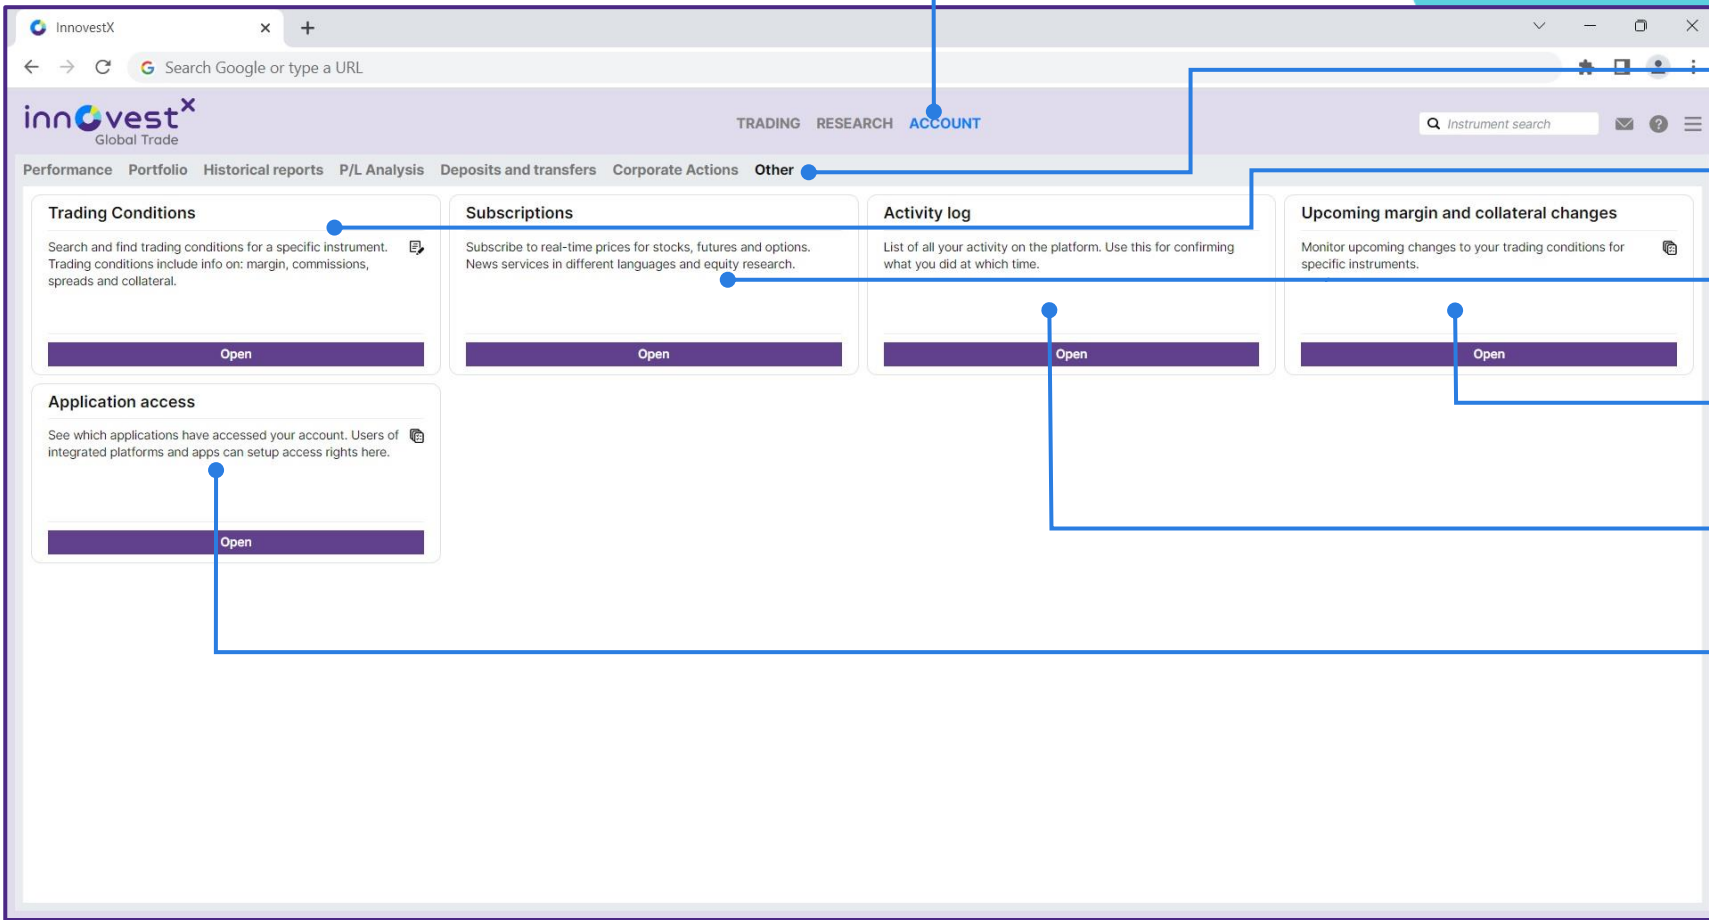 InnovestX
Search Google or type a URL
innovestX
Global Trade
TRADING RESEARCH ACCOUNT
Instrument search
Performance Portfolio Historical reports P/L Analysis Deposits and transfers Corporate Actions Other
Trading Conditions
Search and find trading conditions for a specific instrument.
Trading conditions include info on: margin, commissions,
spreads and collateral.
Open
Subscriptions
Subscribe to real-time prices for stocks, futures and options.
News services in different languages and equity research.
Open
Activity log
List of all your activity on the platform. Use this for confirming
what you did at which time.
Open
Upcoming margin and collateral changes
Monitor upcoming changes to your trading conditions for
specific instruments.
Open
Application access
See which applications have accessed your account. Users of
integrated platforms and apps can setup access rights here.
Open